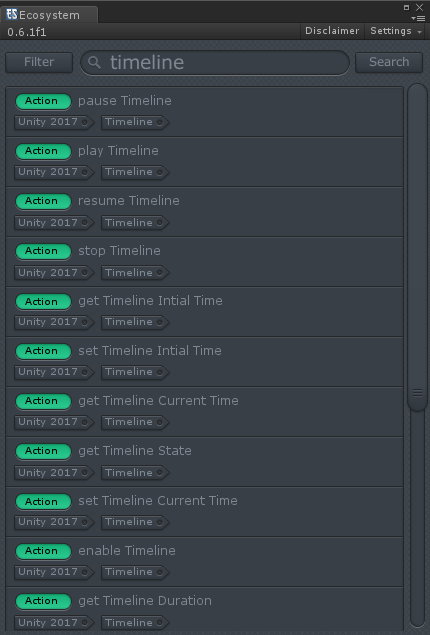 ES Ecosystem
0.6.1f1 Disclaimer Settings
Filter timeline Search
Action pause Timeline
Unity 2017 Timeline
Action play Timeline
Unity 2017 Timeline
Action resume Timeline
Unity 2017 Timeline
Action stop Timeline
Unity 2017 Timeline
Action get Timeline Intial Time
Unity 2017 Timeline
Action set Timeline Intial Time
Unity 2017 Timeline
Action get Timeline Current Time
Unity 2017 Timeline
Action get Timeline State
Unity 2017 Timeline
Action set Timeline Current Time
Unity 2017 Timeline
Action enable Timeline
Unity 2017 Timeline
Action get Timeline Duration
Unity 2017 Timeline